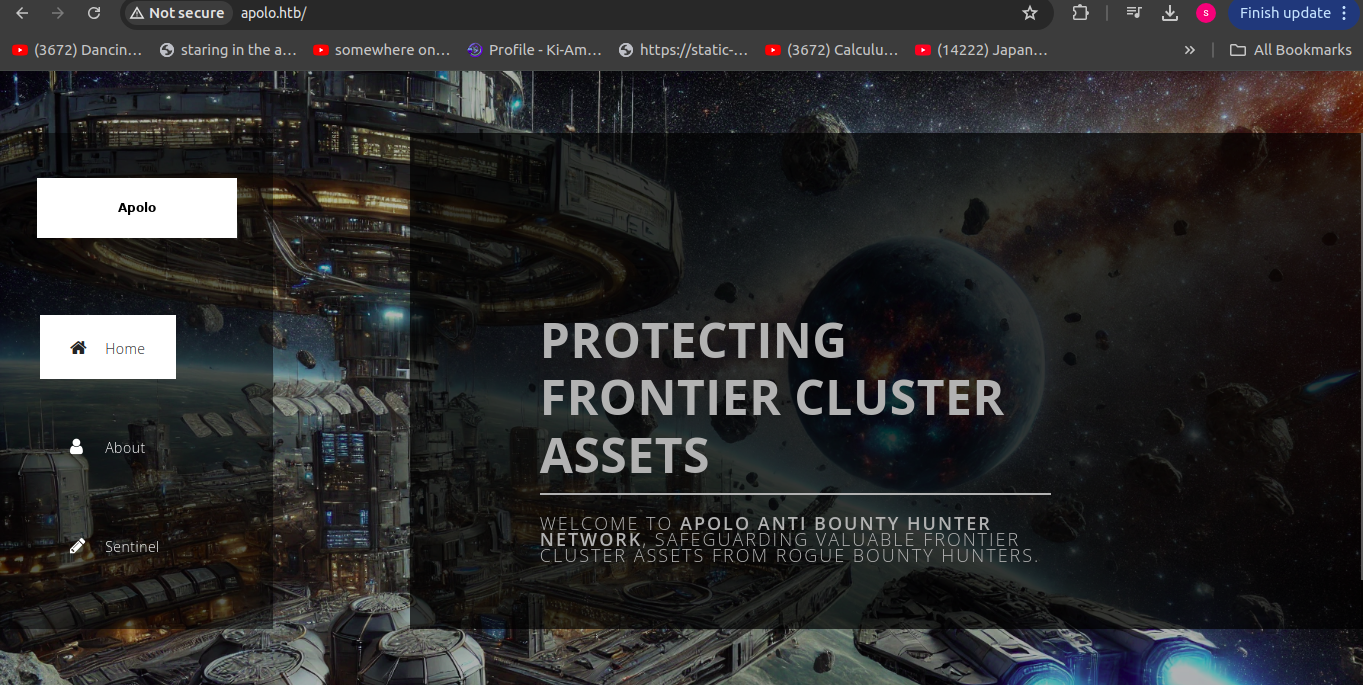 Not secure apolo.htb/ S Finish update
(3672) Dancin… staring in the a… somewhere on… Profile - Ki-Am… https://static-… (3672) Calculu… (14222) Japan… » All Bookmarks
Apolo
Home
About
Sentinel
PROTECTING
FRONTIER CLUSTER
ASSETS
WELCOME TO APOLO ANTI BOUNTY HUNTER
NETWORK, SAFEGUARDING VALUABLE FRONTIER
CLUSTER ASSETS FROM ROGUE BOUNTY HUNTERS.